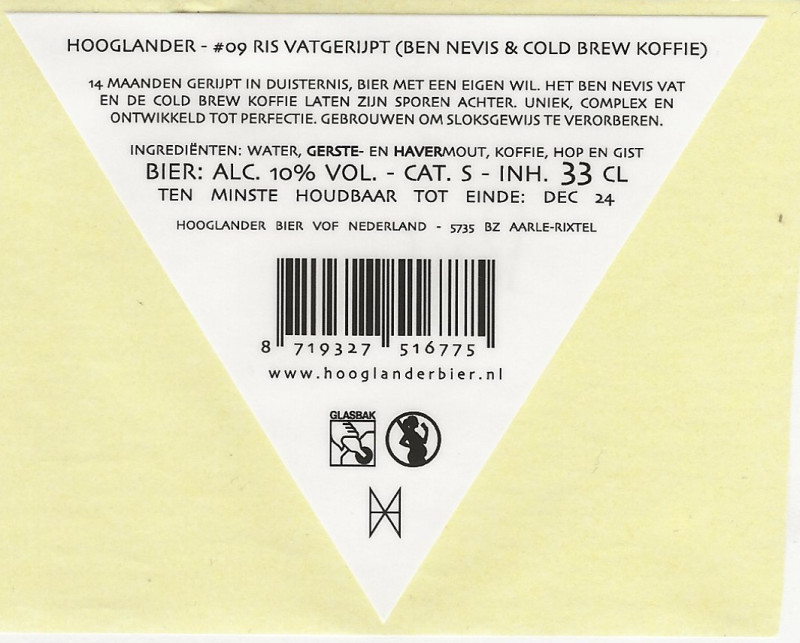 HOOGLANDER - #09 RIS VATGERIJPT (BEN NEVIS & COLD BREW KOFFIE)
14 MAANDEN GERIJPT IN DUISTERNIS, BIER MET EEN EIGEN WIL. HET BEN NEVIS VAT
EN DE COLD BREW KOFFIE LATEN ZIJN SPOREN ACHTER. UNIEK, COMPLEX EN
ONTWIKKELD TOT PERFECTIE. GEBROUWEN OM SLOKSGEWIJS TE VERORBEREN.
INGREDIËNTEN: WATER, GERSTE- EN HAVERMOUT, KOFFIE, HOP EN GIST
BIER: ALC. 10% VOL. - CAT. S - INH. 33 CL
TEN MINSTE HOUDBAAR TOT EINDE: DEC 24
HOOGLANDER BIER VOF NEDERLAND - 5735 BZ AARLE-RIXTEL
8 719327 516775
www.hooglanderbier.nl
GLASBAK